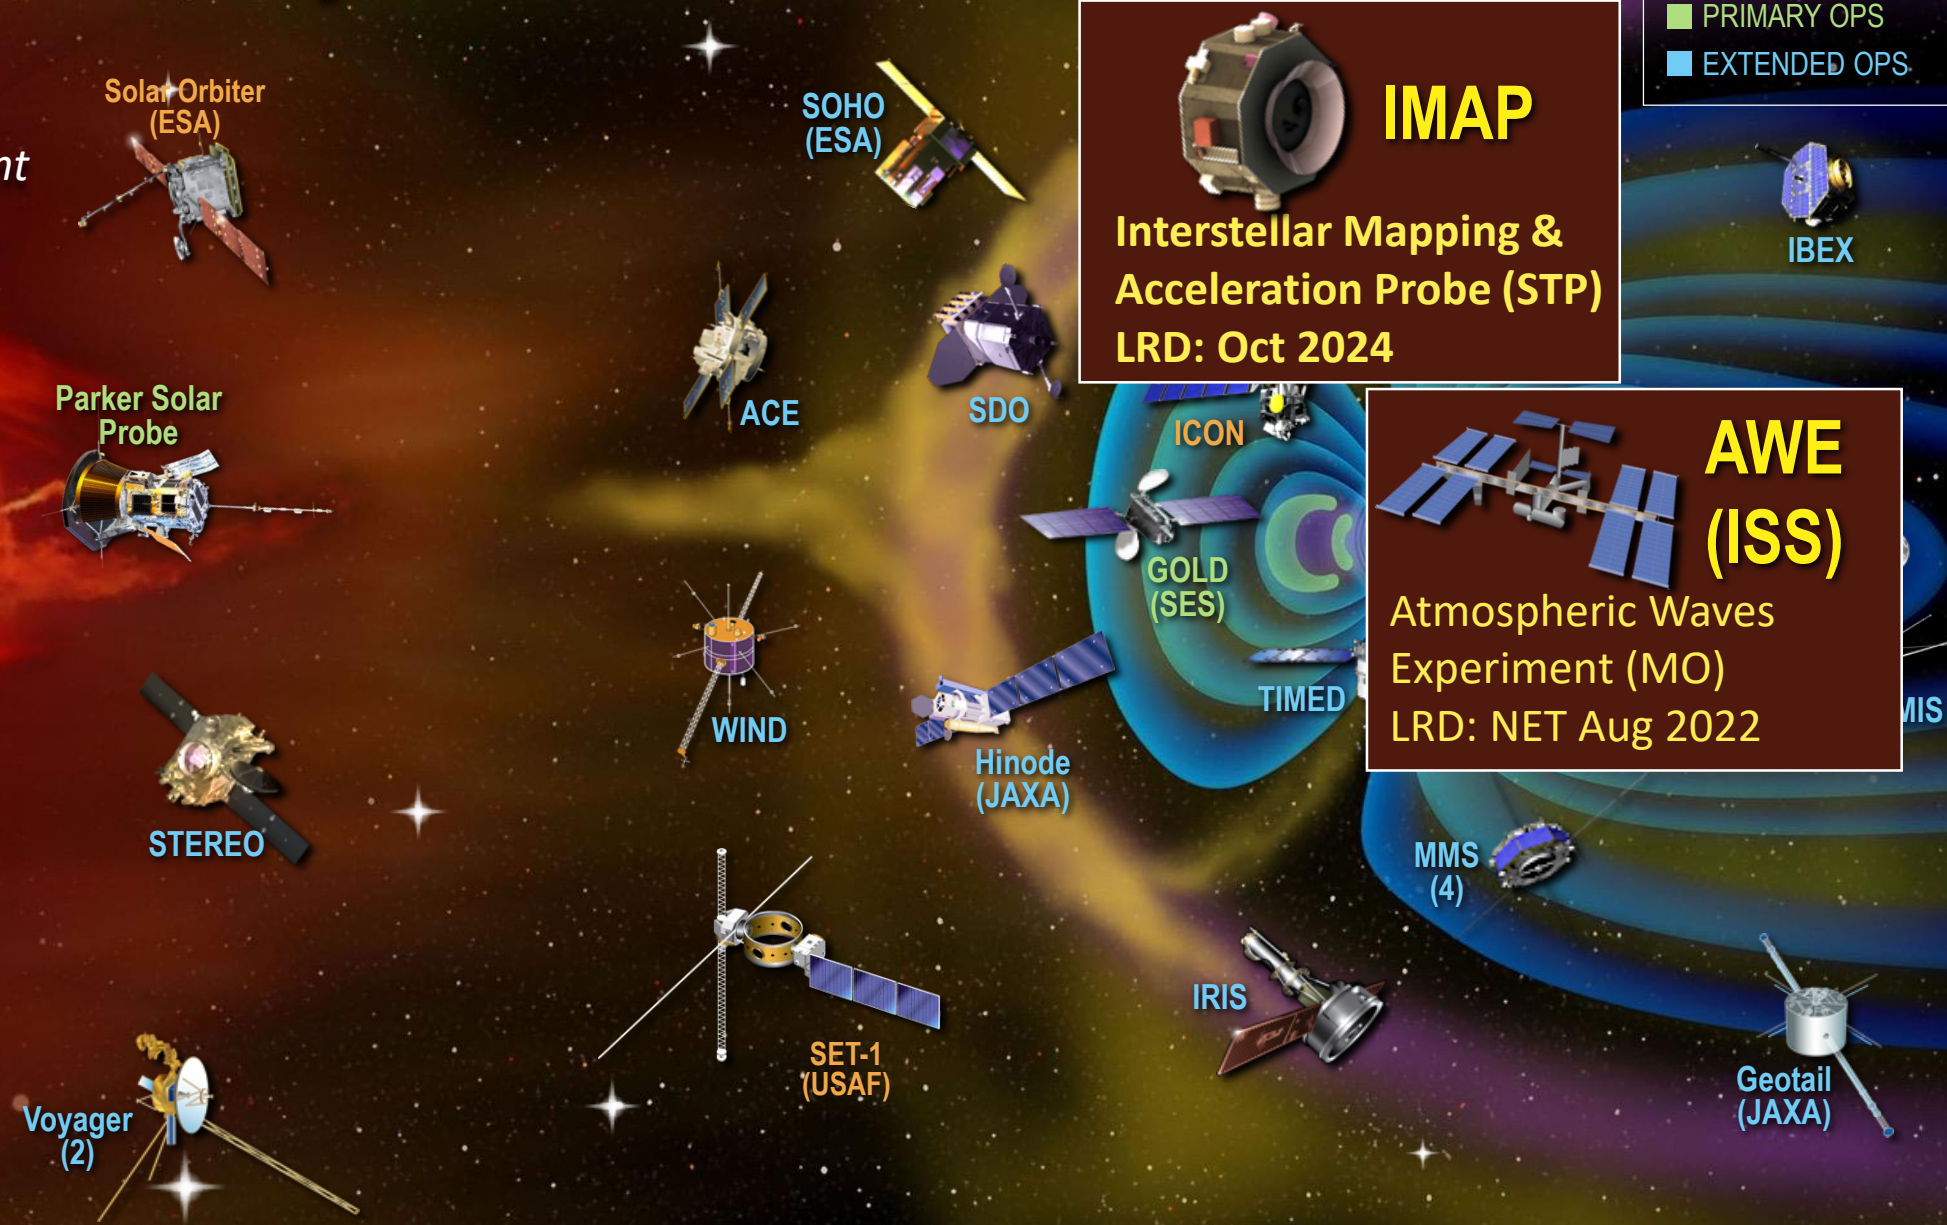 PRIMARY OPS
EXTENDED OPS
Solar Orbiter
(ESA)
SOHO
(ESA)
IMAP
Interstellar Mapping &
Acceleration Probe (STP)
LRD: Oct 2024
IBEX
Parker Solar
Probe
ACE
SDO
ICON
AWE
(ISS)
Atmospheric Waves
Experiment (MO)
LRD: NET Aug 2022
GOLD
(SES)
TIMED
WIND
Hinode
(JAXA)
STEREO
MMS
(4)
IRIS
SET-1
(USAF)
Geotail
(JAXA)
Voyager
(2)